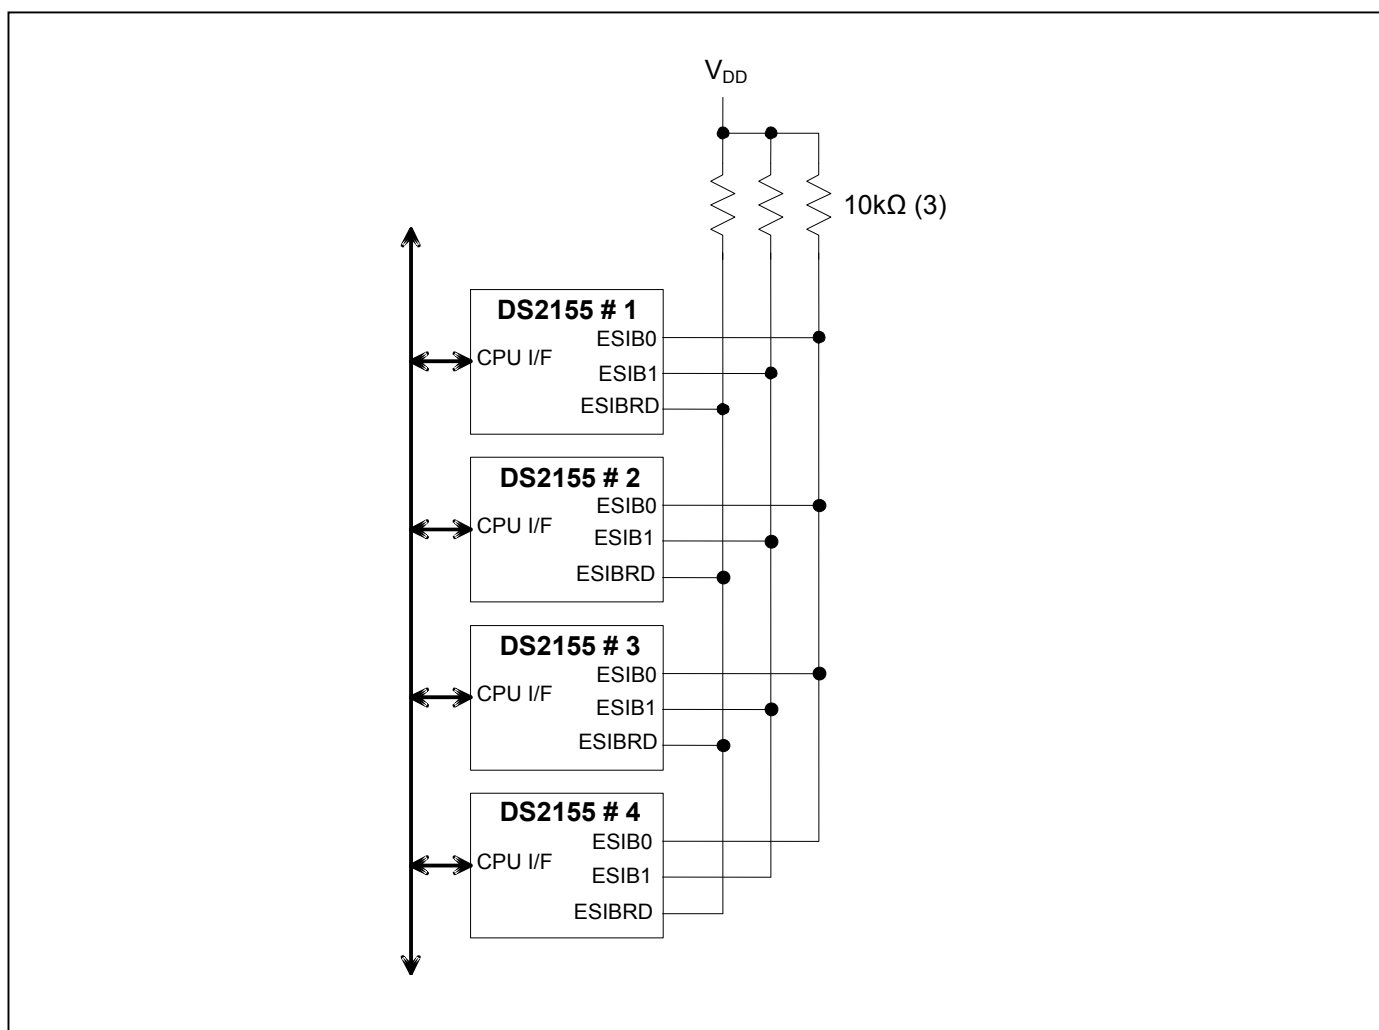 VDD
10kΩ (3)
DS2155 # 1
ESIB0
CPU I/F
ESIB1
ESIBRD
DS2155 # 2
ESIB0
CPU I/F
ESIB1
ESIBRD
DS2155 # 3
ESIB0
CPU I/F
ESIB1
ESIBRD
DS2155 # 4
ESIB0
CPU I/F
ESIB1
ESIBRD